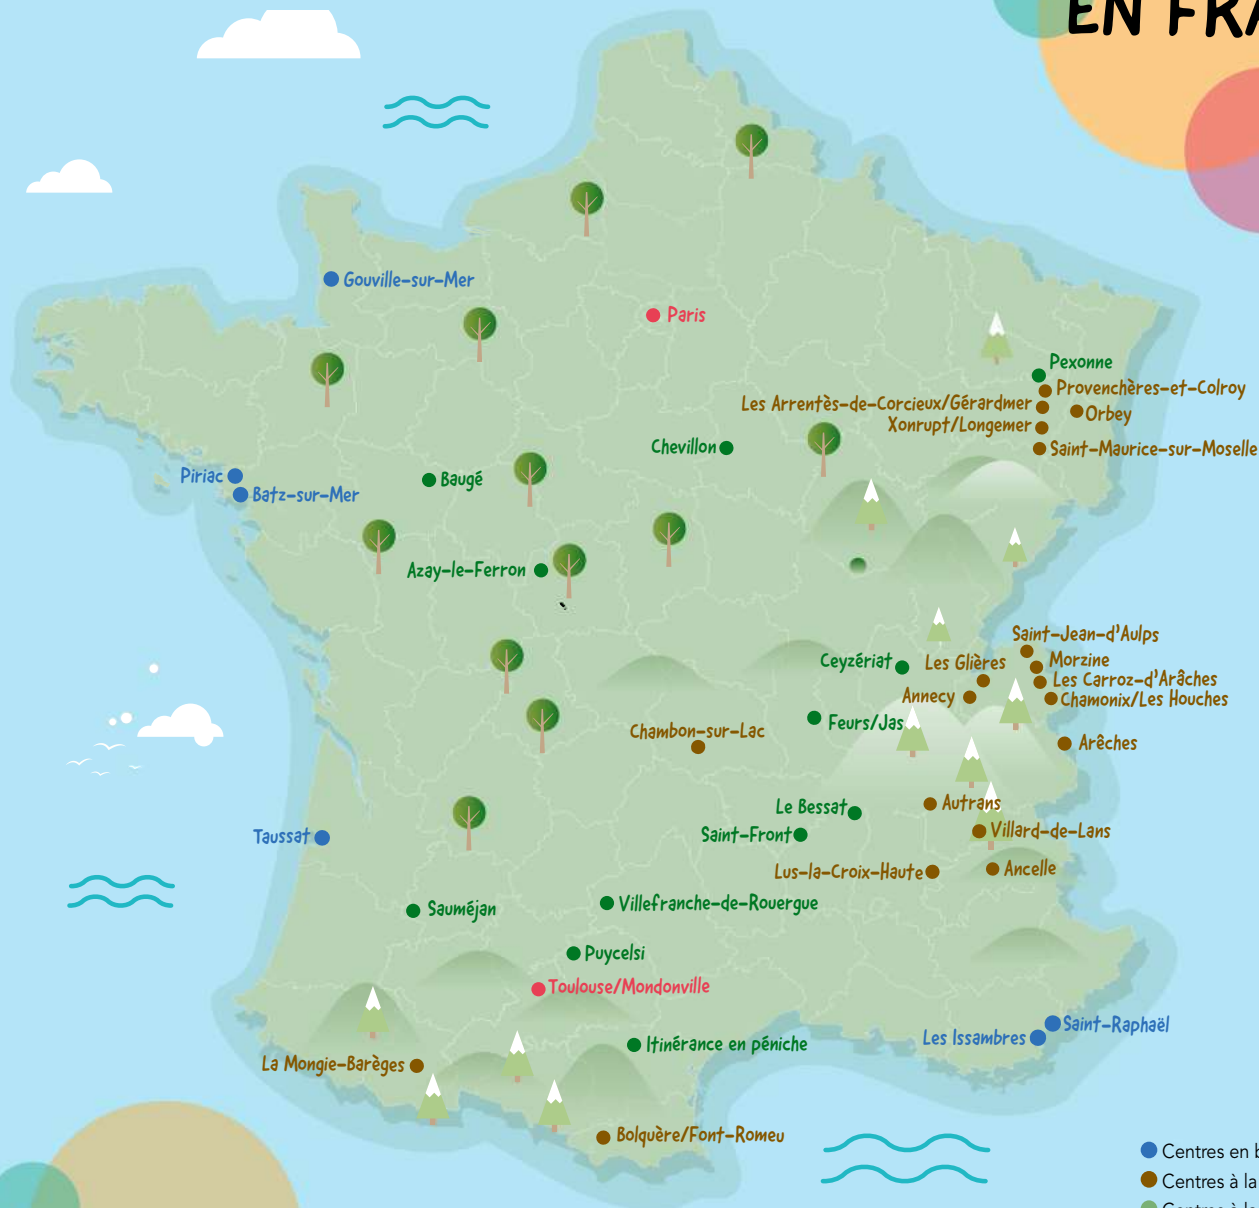 EN FRA
Gouville-sur-Mer
Paris
Pexonne
Provenchères-et-Colroy
Les Arrentès-de-Corcieux/Gérardmer
Orbey
Xonrupt/Longemer
Chevillon
Saint-Maurice-sur-Moselle
Piriac
Baugé
Batz-sur-Mer
Azay-le-Ferron
Saint-Jean-d'Aulps
Ceyzériat
Les Glières
Morzine
Les Carroz-d'Arâches
Annecy
Chamonix/Les Houches
Feurs/Jas
Chambon-sur-Lac
Arêches
Autrans
Le Bessat
Taussat
Saint-Front
Villard-de-Lans
Lus-la-Croix-Haute
Ancelle
Sauméjan
Villefranche-de-Rouergue
Puycelsi
Toulouse/Mondonville
Saint-Raphaël
Les Issambres
Itinérance en péniche
La Mongie-Barèges
Bolquère/Font-Romeu
Centres en b
Centres à la